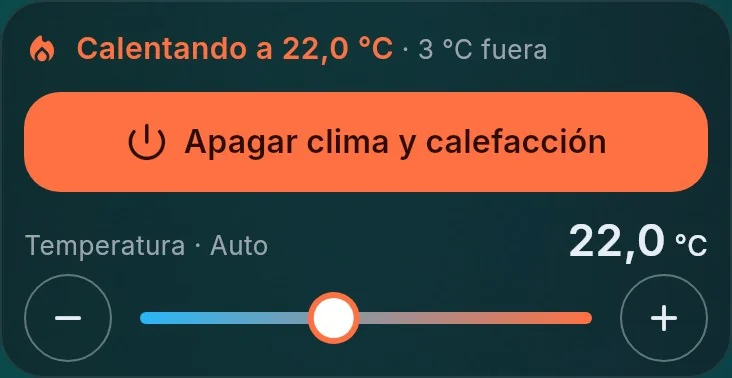 Calentando a 22,0 °C · 3 °C fuera
Apagar clima y calefacción
Temperatura · Auto 22,0 °C